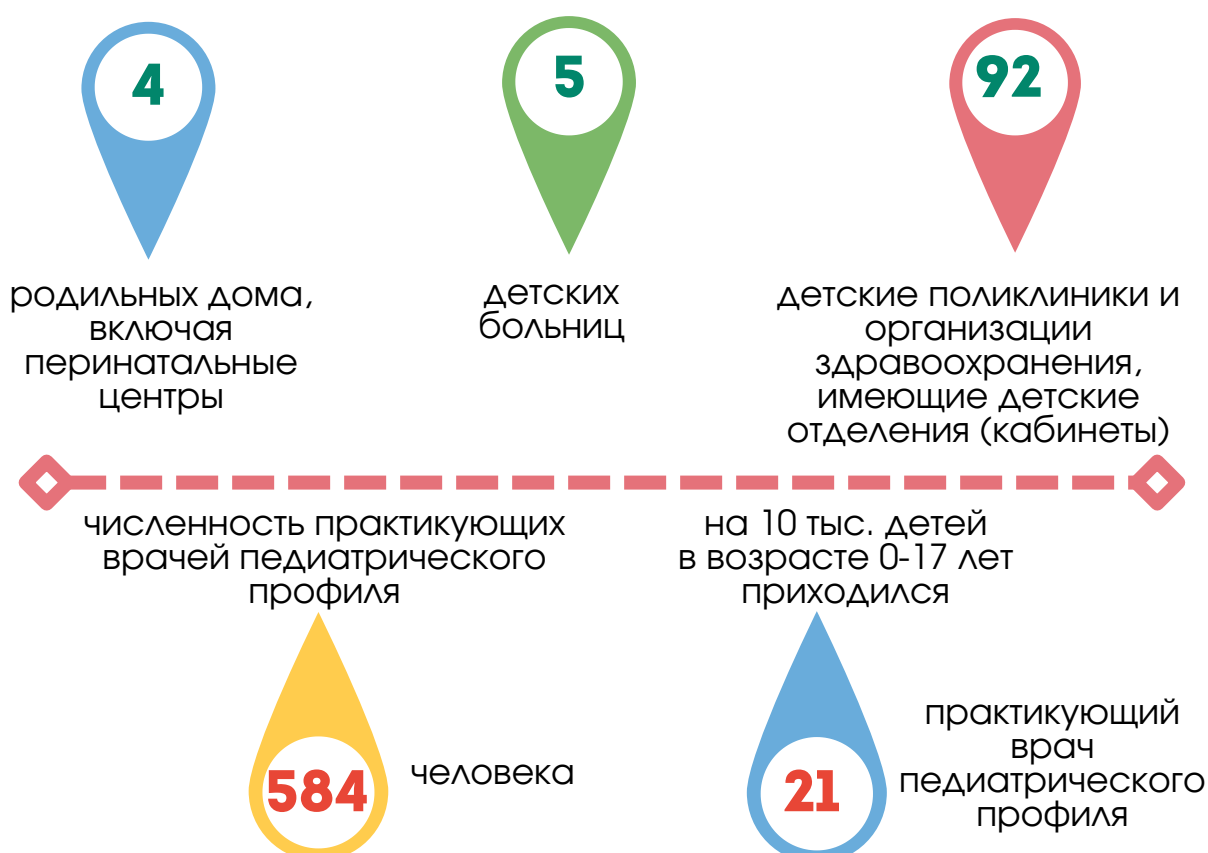 4
родильных дома,
включая
перинатальные
центры
5
детских
больниц
92
детские поликлиники и
организации
здравоохранения,
имеющие детские
отделения (кабинеты)
численность практикующих
врачей педиатрического
профиля
584
человека
на 10 тыс. детей
в возрасте 0-17 лет
приходился
21
практикующий
врач
педиатрического
профиля